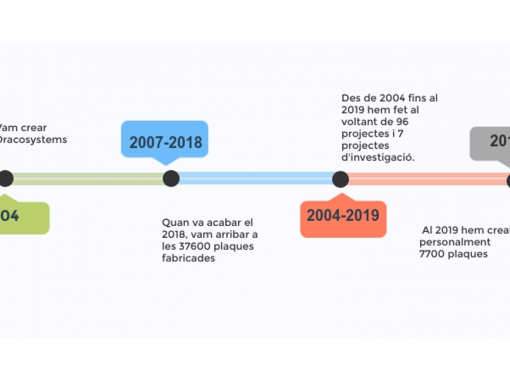 Vam crear
Dracosystems
04
2007-2018
Quan va acabar el
2018, vam arribar a
les 37600 plaques
fabricades
Des de 2004 fins al
2019 hem fet al
voltant de 96
projectes i 7
projectes
d'investigació.
2004-2019
201
Al 2019 hem creat
personalment
7700 plaques